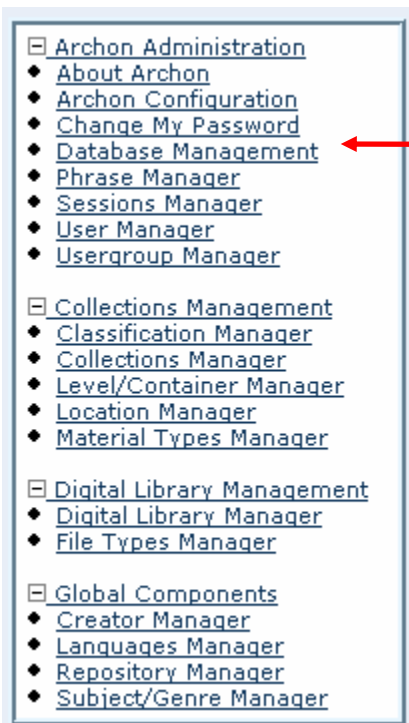 Archon Administration
About Archon
Archon Configuration
Change My Password
Database Management
Phrase Manager
Sessions Manager
User Manager
Usergroup Manager
Collections Management
Classification Manager
Collections Manager
Level/Container Manager
Location Manager
Material Types Manager
Digital Library Management
Digital Library Manager
File Types Manager
Global Components
Creator Manager
Languages Manager
Repository Manager
Subject/Genre Manager